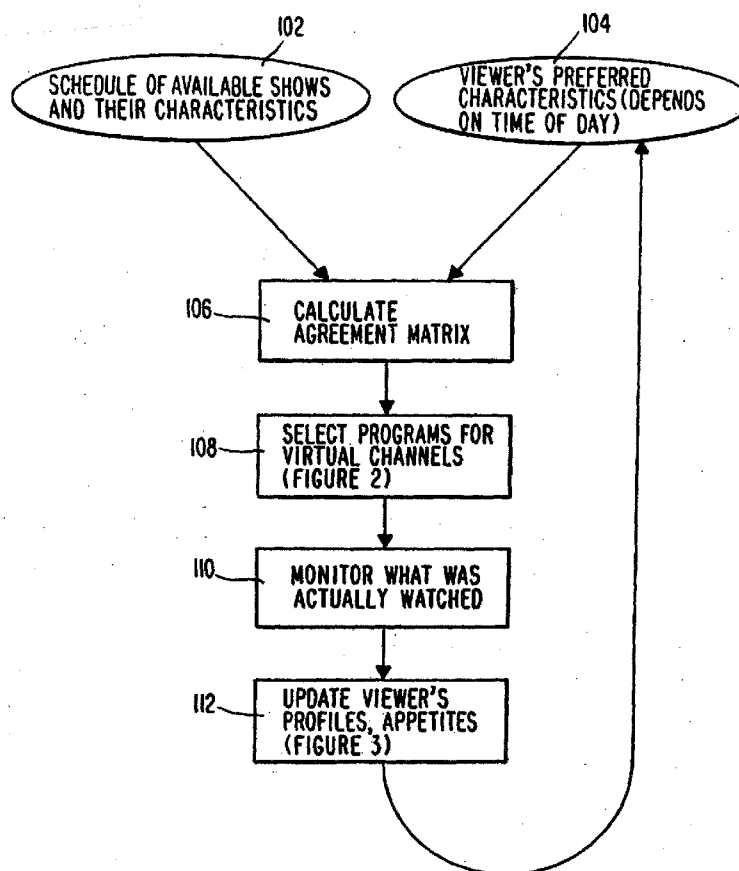 102
SCHEDULE OF AVAILABLE SHOWS
AND THEIR CHARACTERISTICS
104
VIEWER'S PREFERRED
CHARACTERISTICS (DEPENDS
ON TIME OF DAY)
106
CALCULATE
AGREEMENT MATRIX
108
SELECT PROGRAMS FOR
VIRTUAL CHANNELS
(FIGURE 2)
110
MONITOR WHAT WAS
ACTUALLY WATCHED
112
UPDATE VIEWER'S
PROFILES, APPETITES
(FIGURE 3)